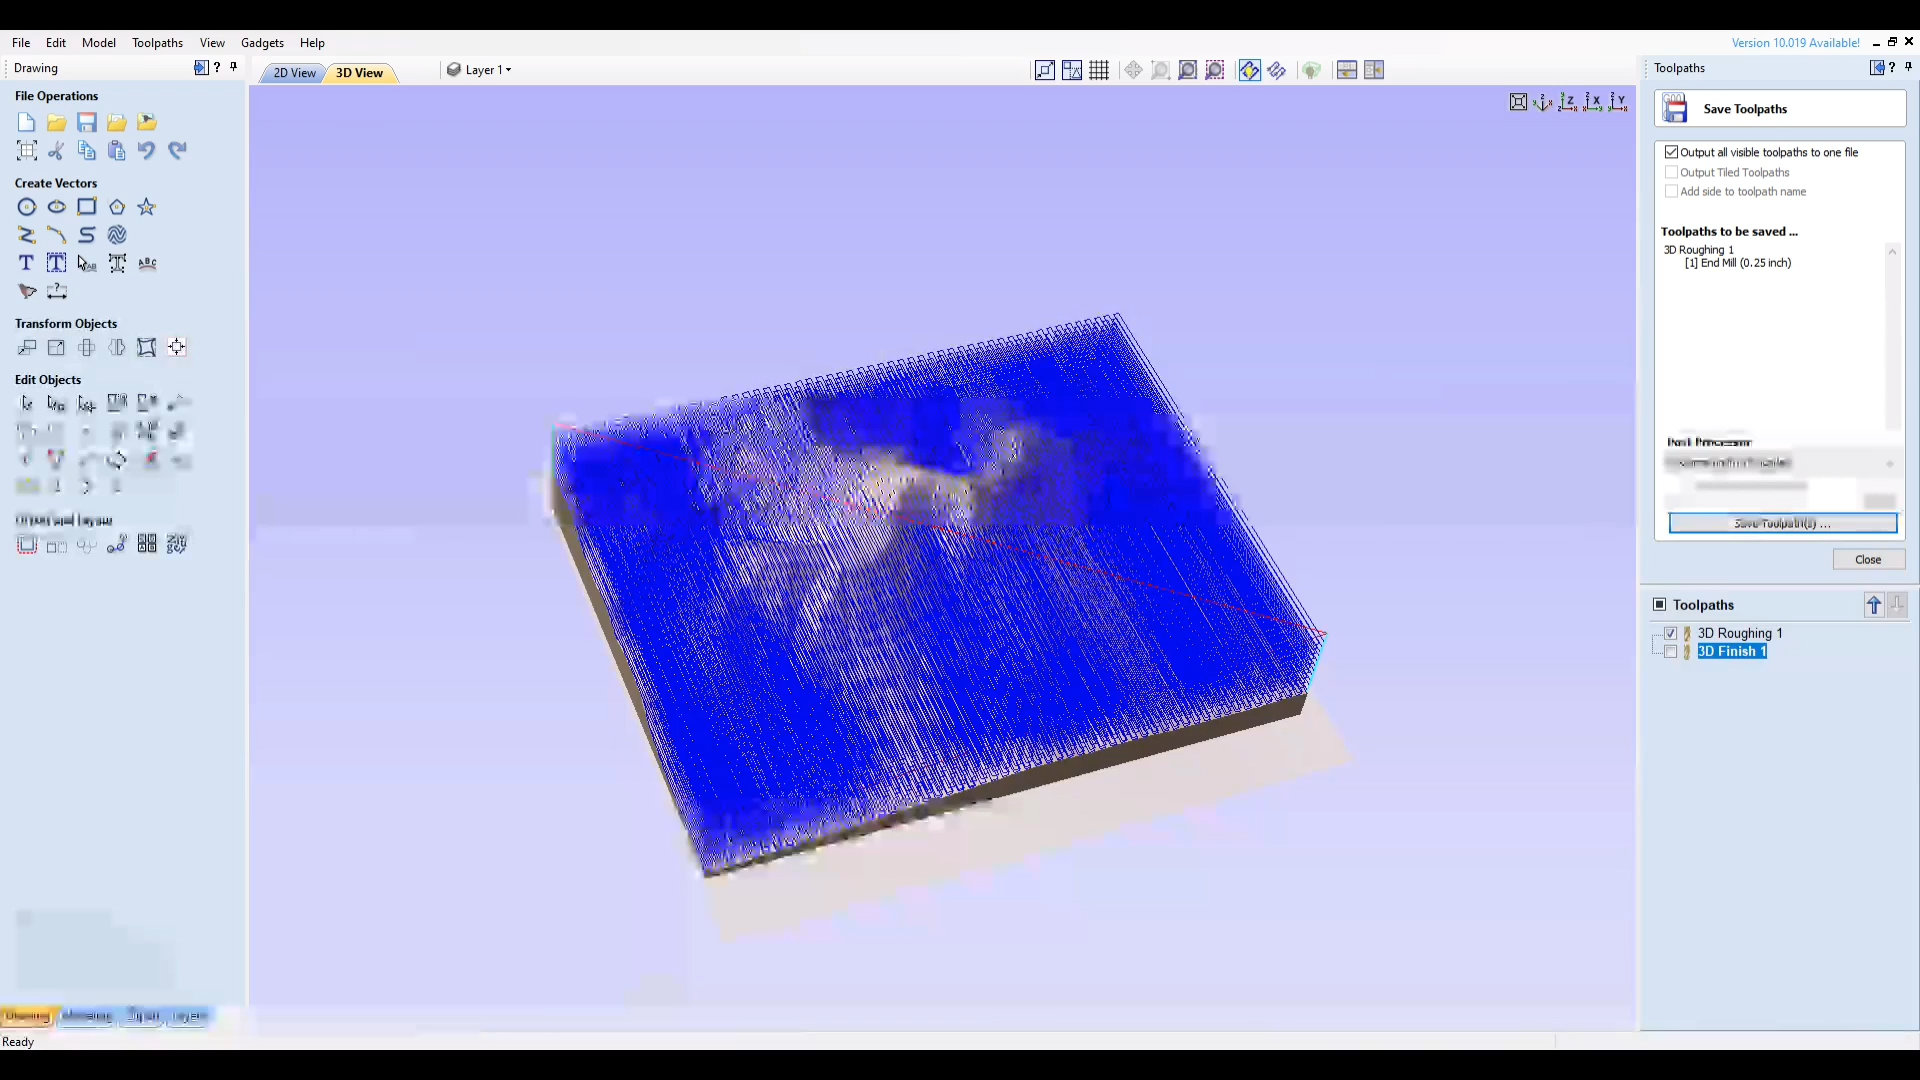 File Edit Model Toolpaths View Gadgets Help
Version 10.019 Available!
Drawing
2D View
3D View
Layer 1
Toolpaths
File Operations
Create Vectors
Transform Objects
Edit Objects
Save Toolpaths
Output all visible toolpaths to one file
Output Tiled Toolpaths
Add side to toolpath name
Toolpaths to be saved ...
3D Roughing 1
[1] End Mill (0.25 inch)
Post Processor
Save Toolpath(s) ...
Close
Toolpaths
3D Roughing 1
3D Finish 1
Ready